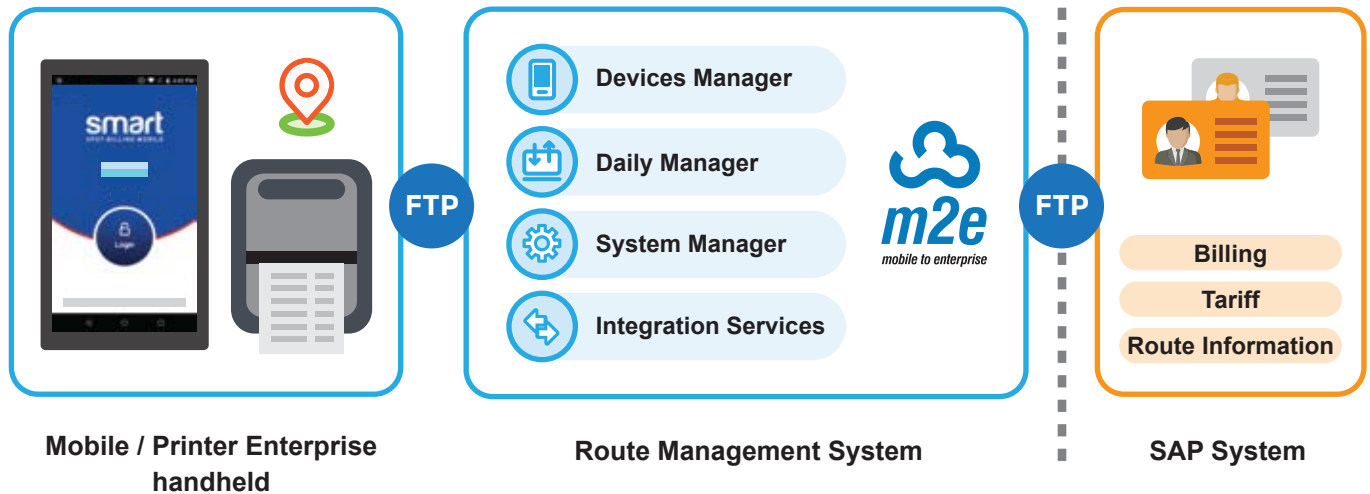 smart
SPOT-BILLING MOBILE
Login
FTP
Devices Manager
Daily Manager
System Manager
Integration Services
m2e
mobile to enterprise
FTP
Billing
Tariff
Route Information
Mobile / Printer Enterprise
handheld
Route Management System
SAP System